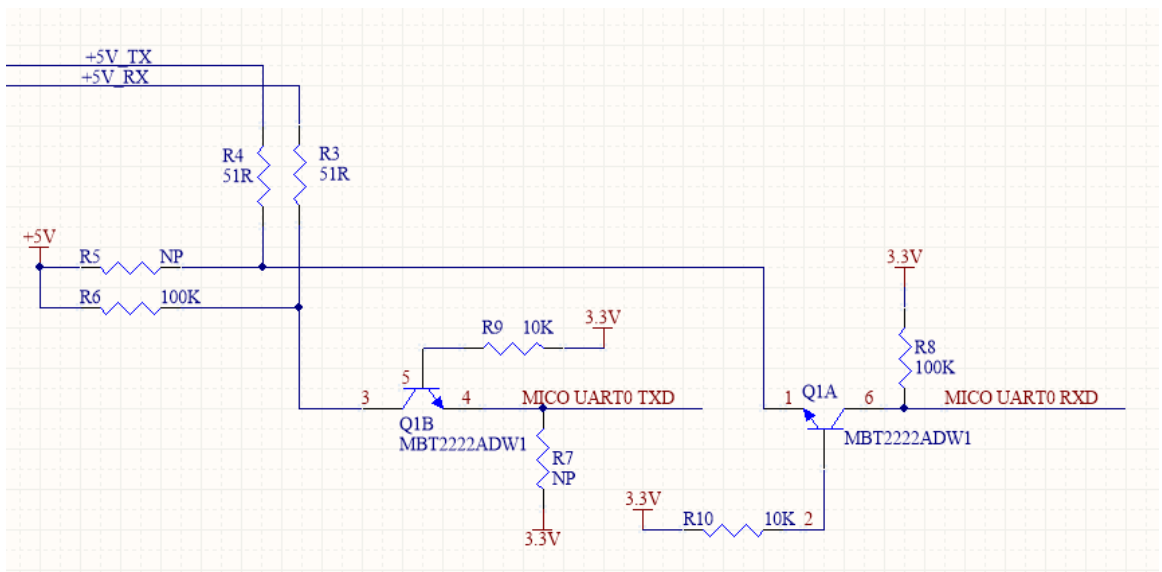 +5V_TX
+5V_RX
R4
51R
R3
51R
+5V
R5 NP
R6 100K
3.3V
R9 10K
3.3V
R8
100K
5
3
4
MICO UART0 TXD
Q1B
MBT2222ADW1
R7
NP
3.3V
1
Q1A
6
MICO UART0 RXD
MBT2222ADW1
3.3V
R10
10K
2